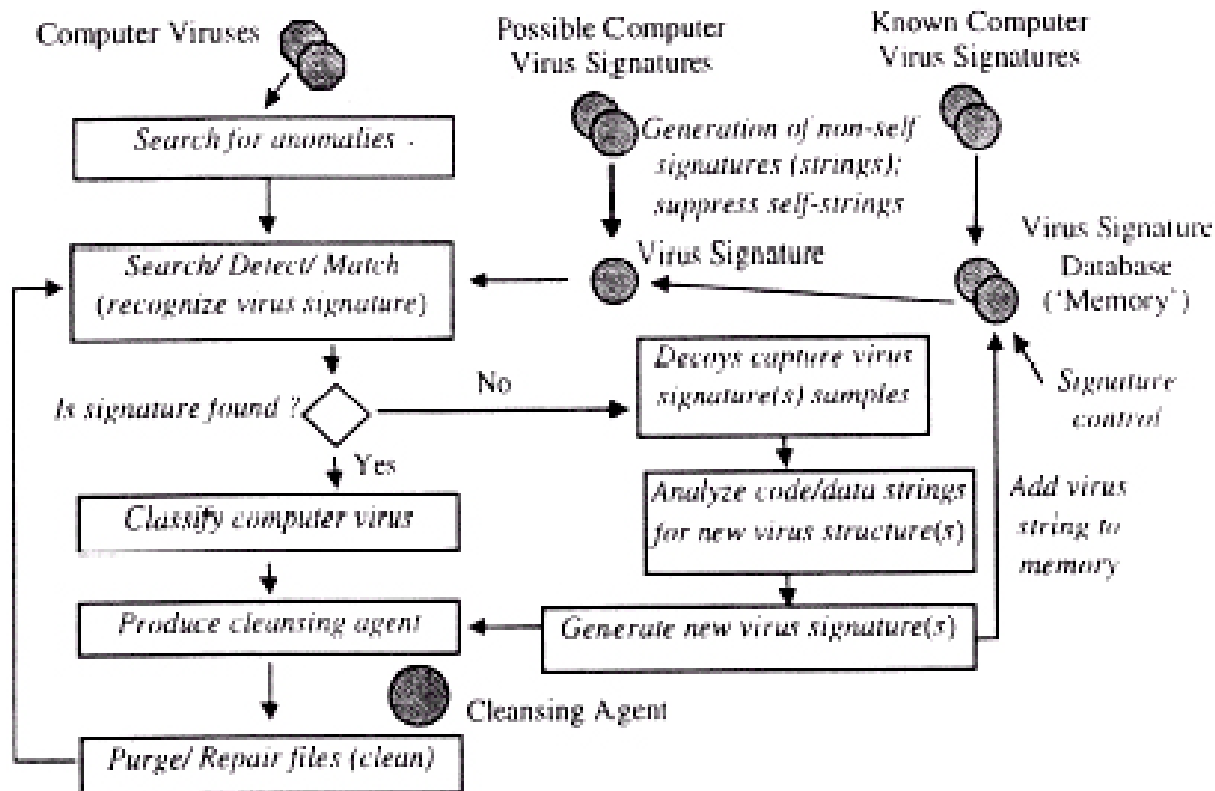 Computer Viruses
Possible Computer
Virus Signatures
Known Computer
Virus Signatures
Search for anomalies
Generation of non-self
signatures (strings);
suppress self-strings
Search/ Detect/ Match
(recognize virus signature)
Virus Signature
Virus Signature
Database
('Memory')
Decoys capture virus
signature(s) samples
Signature
control
Is signature found ?
No
Yes
Analyze code/data strings
for new virus structure(s)
Add virus
string to
memory
Classify computer virus
Produce cleansing agent
Generate new virus signature(s)
Cleansing Agent
Purge/ Repair files (clean)